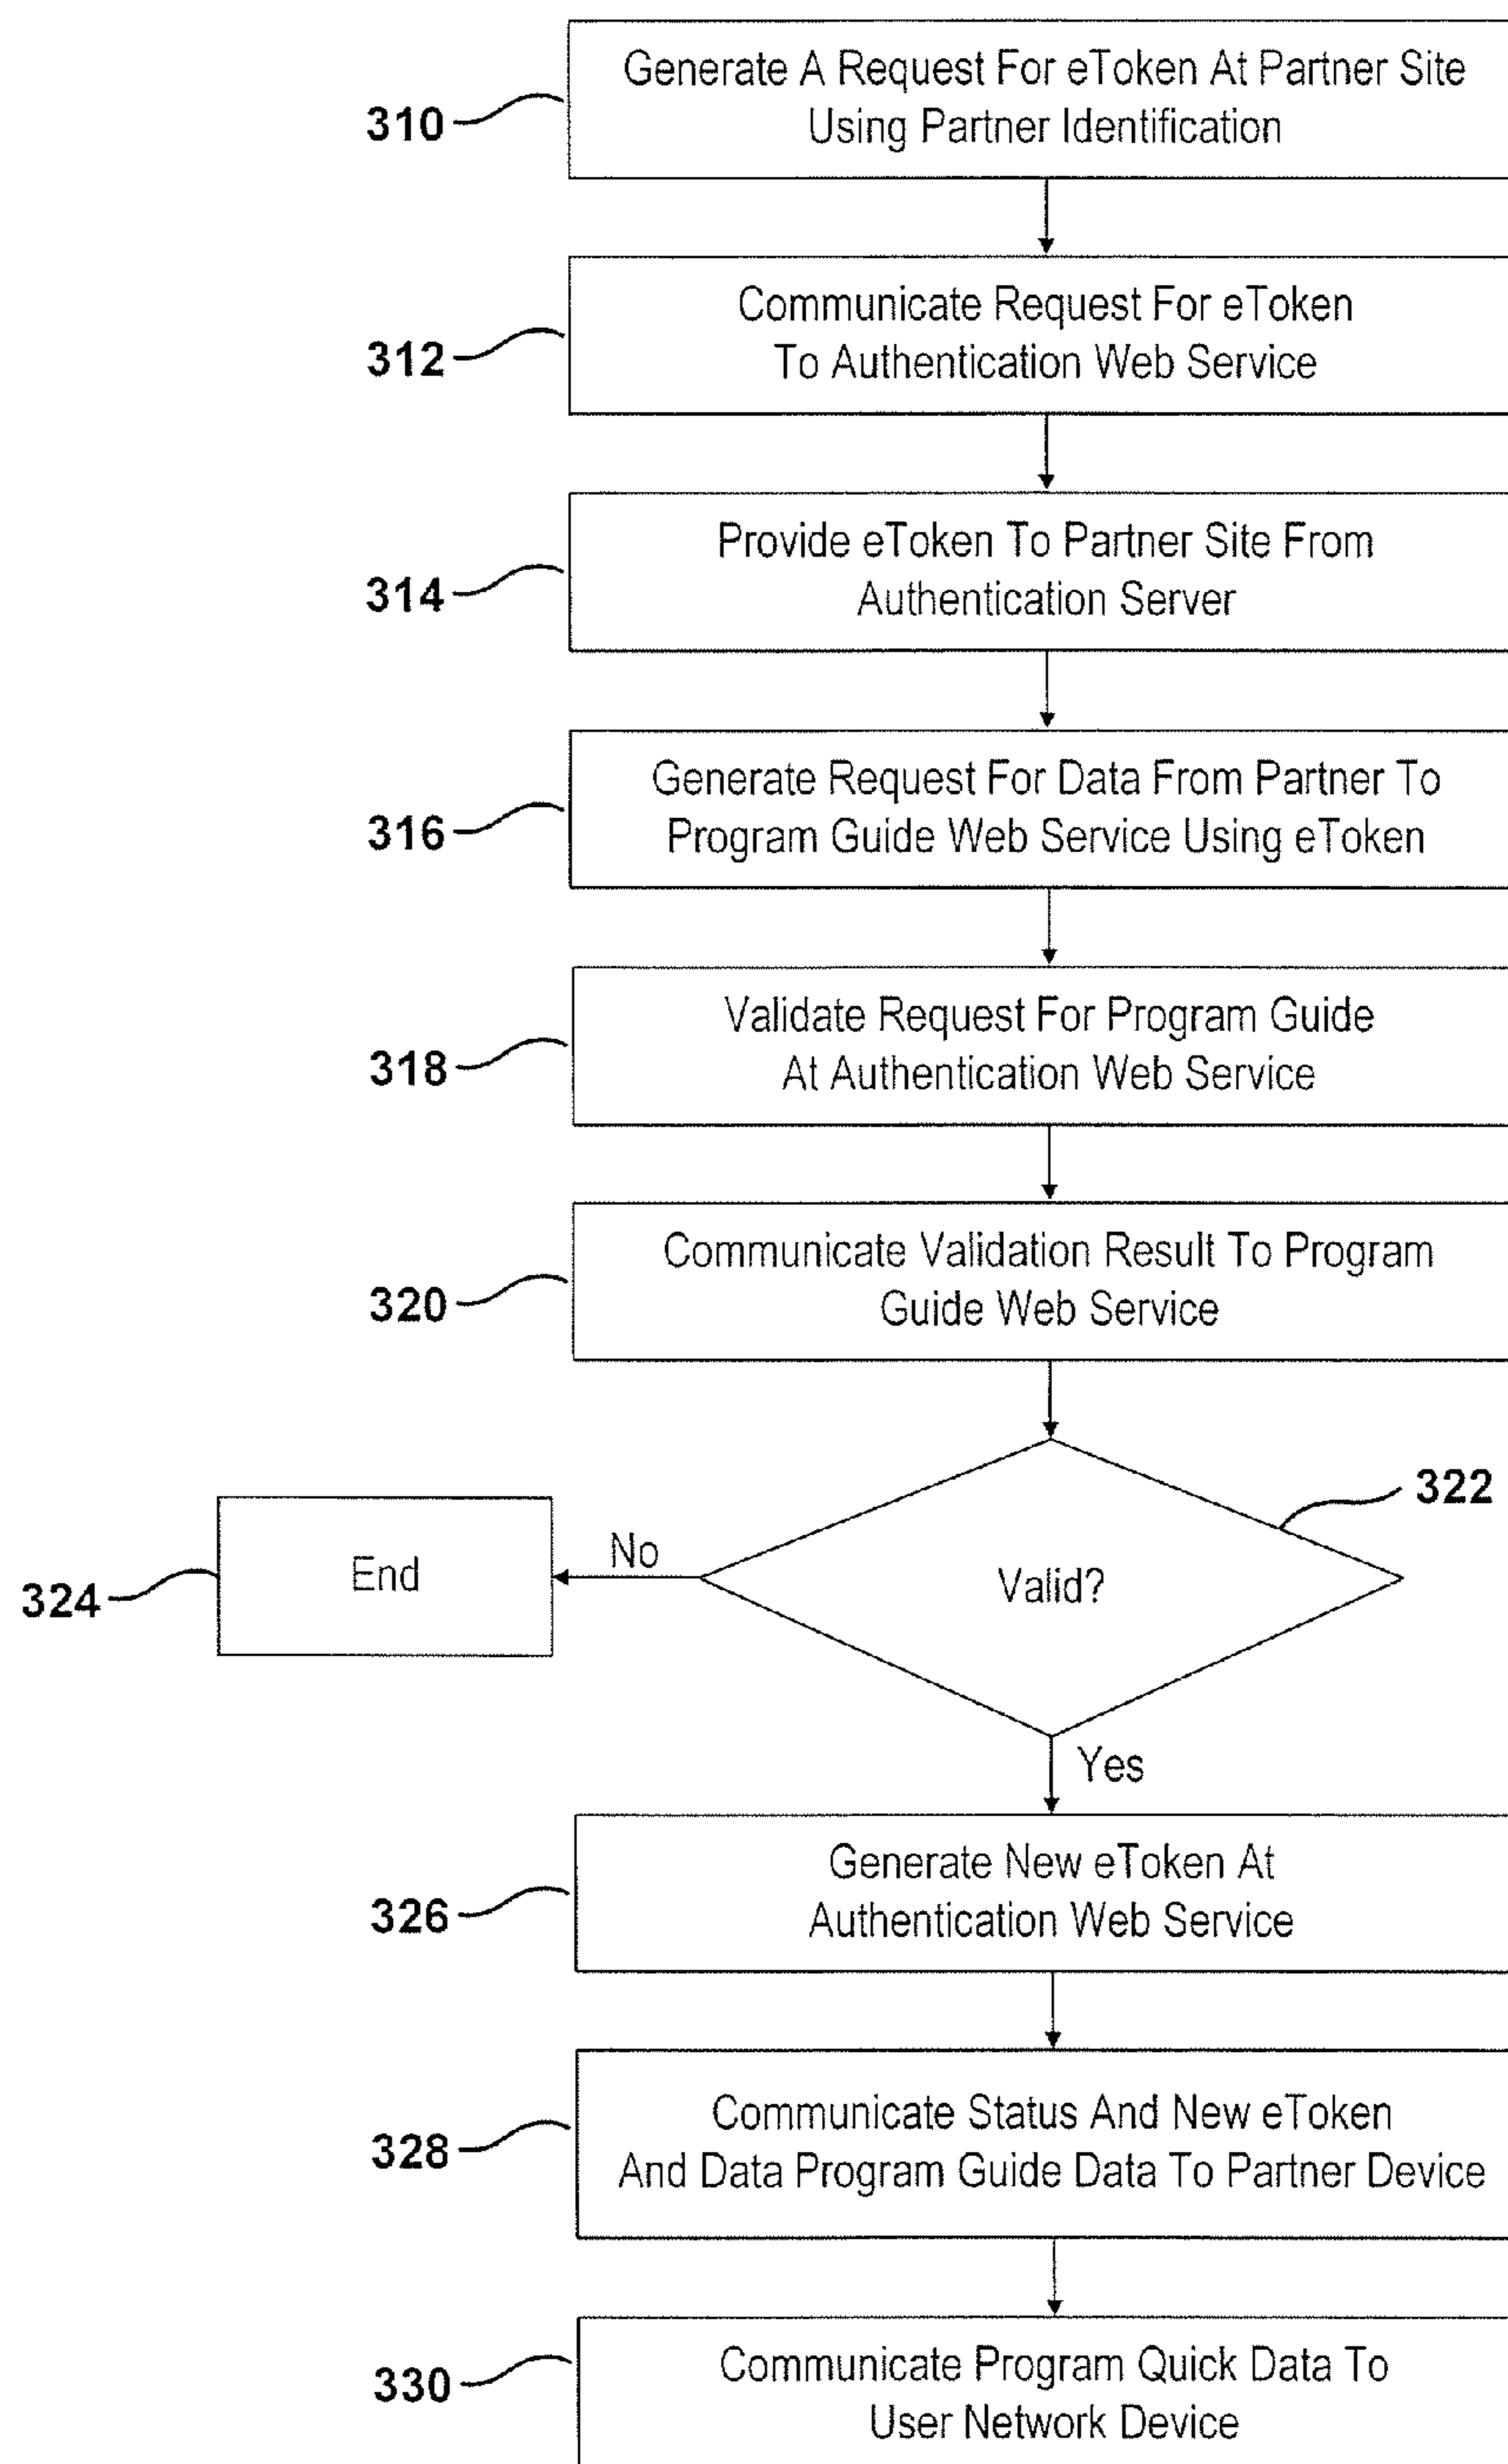 Generate A Request For eToken At Partner Site
Using Partner Identification
310
Communicate Request For eToken
To Authentication Web Service
312
Provide eToken To Partner Site From
Authentication Server
314
Generate Request For Data From Partner To
Program Guide Web Service Using eToken
316
Validate Request For Program Guide
At Authentication Web Service
318
Communicate Validation Result To Program
Guide Web Service
320
322
Valid?
No
End
324
Yes
Generate New eToken At
Authentication Web Service
326
Communicate Status And New eToken
And Data Program Guide Data To Partner Device
328
Communicate Program Quick Data To
User Network Device
330